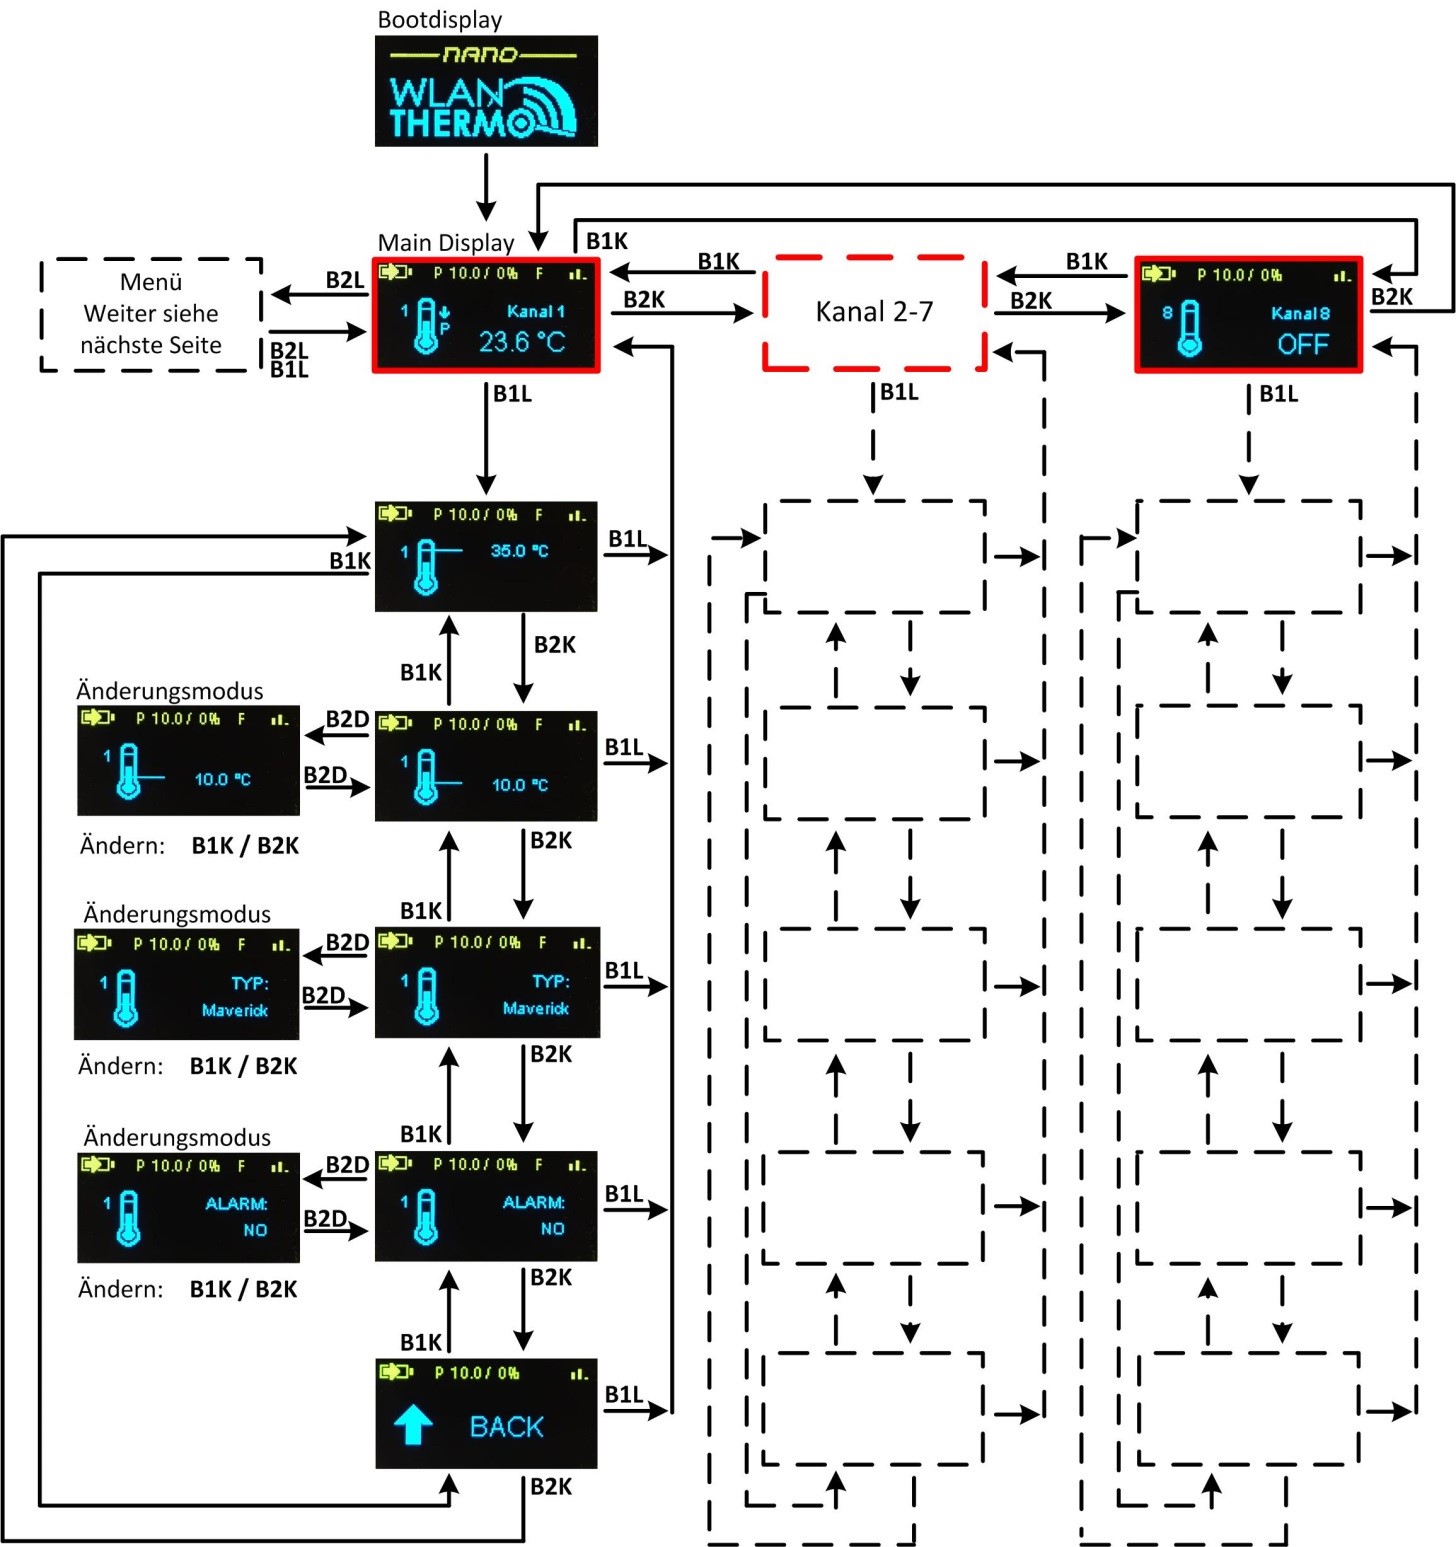 Bootdisplay
nano
WLAN
THERMO
Main Display
B1K
P 10.0/ 0% F
1
P
Kanal 1
23.6 °C
Menü
Weiter siehe
nächste Seite
B2L
B2L
B1L
B1K
B2K
Kanal 2-7
B1K
B2K
P 10.0/ 0%
8
Kanal8
OFF
B2K
B1L
B1L
B1L
P 10.0/ 0% F
1
35.0 °C
B1L
B1K
B2K
B1K
Änderungsmodus
P 10.0/ 0% F
1
10.0 °C
B2D
B2D
P 10.0/ 0% F
1
10.0 °C
B1L
Ändern: B1K / B2K
B2K
B1K
Änderungsmodus
P 10.0/ 0% F
1
TYP:
Maverick
B2D
B2D
P 10.0/ 0% F
1
TYP:
Maverick
B1L
Ändern: B1K / B2K
B2K
B1K
Änderungsmodus
P 10.0/ 0% F
1
ALARM:
NO
B2D
B2D
P 10.0/ 0% F
1
ALARM:
NO
B1L
Ändern: B1K / B2K
B2K
B1K
P 10.0/ 0%
BACK
B1L
B2K